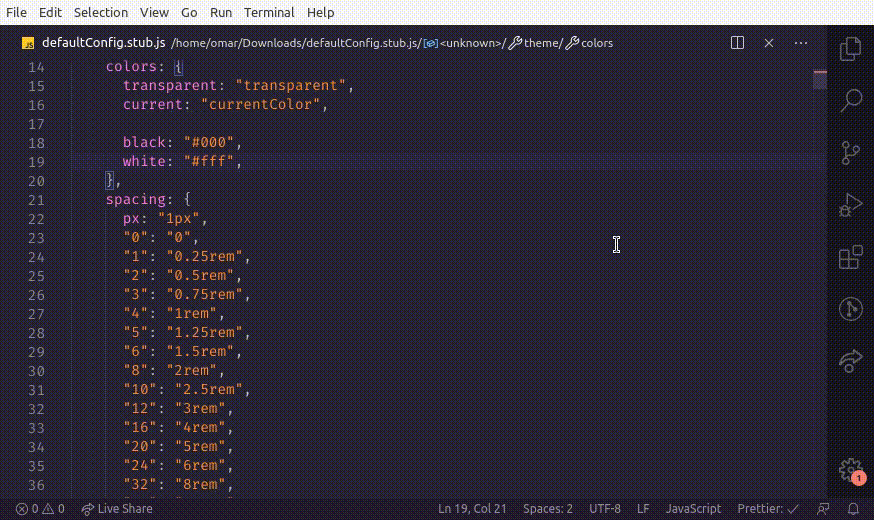 File Edit Selection View Go Run Terminal Help
JS defaultConfig.stub.js /home/omar/Downloads/defaultConfig.stub.js/<unknown>/theme/colors
14 colors: {
15 transparent: "transparent",
16 current: "currentColor",
17
18 black: "#000",
19 white: "#fff",
20 },
21 spacing: {
22 px: "1px",
23 "0": "0",
24 "1": "0.25rem",
25 "2": "0.5rem",
26 "3": "0.75rem",
27 "4": "1rem",
28 "5": "1.25rem",
29 "6": "1.5rem",
30 "8": "2rem",
31 "10": "2.5rem",
32 "12": "3rem",
33 "16": "4rem",
34 "20": "5rem",
35 "24": "6rem",
36 "32": "8rem",
1
0 0 Live Share Ln 19, Col 21 Spaces: 2 UTF-8 LF JavaScript Prettier: ✓